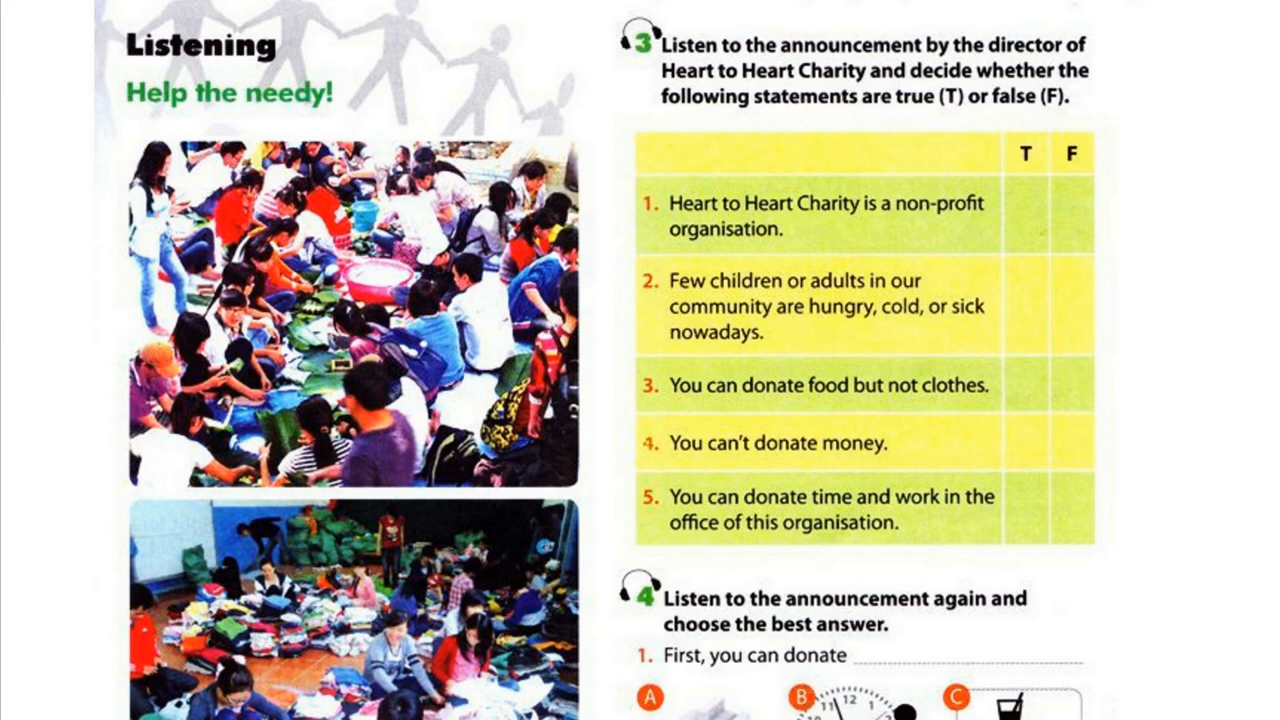 Listening
Help the needy!
3 Listen to the announcement by the director of
Heart to Heart Charity and decide whether the
following statements are true (T) or false (F).
T F
1. Heart to Heart Charity is a non-profit
organisation.
2. Few children or adults in our
community are hungry, cold, or sick
nowadays.
3. You can donate food but not clothes.
4. You can't donate money.
5. You can donate time and work in the
office of this organisation.
4 Listen to the announcement again and
choose the best answer.
1. First, you can donate
A B C
11 12 1